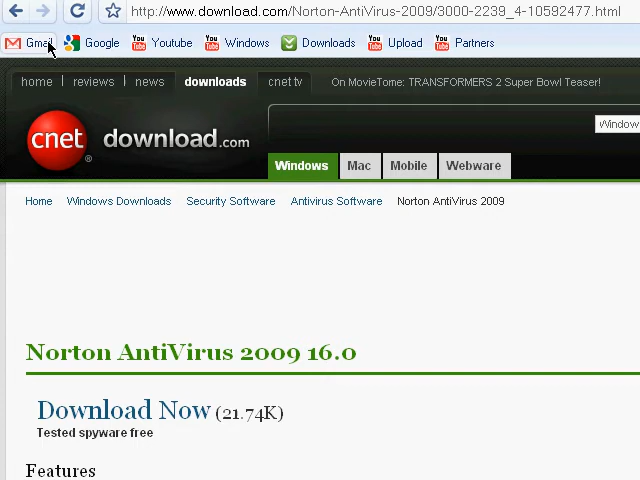 http://www.download.com/Norton-AntiVirus-2009/3000-2239_4-10592477.html
Gmail Google Youtube Windows Downloads Upload Partners
home reviews news downloads cnet tv On MovieTome: TRANSFORMERS 2 Super Bowl Teaser!
cnet download.com
Window
Windows Mac Mobile Webware
Home Windows Downloads Security Software Antivirus Software Norton AntiVirus 2009
Norton AntiVirus 2009 16.0
Download Now (21.74K)
Tested spyware free
Features